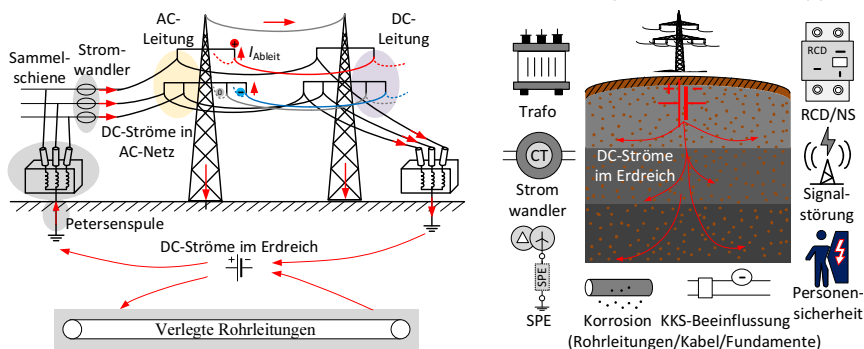 AC-
Leitung
DC-
Leitung
Sammel-
schiene
Strom-
wandler
+
I Ableit
0
−
DC-Ströme in
AC-Netz
Petersenspule
DC-Ströme im Erdreich
+ −
Verlegte Rohrleitungen
Trafo
CT
Strom
wandler
SPE
SPE
+ −
DC-Ströme
im Erdreich
RCD
RCD/NS
Signal-
störung
Personen-
sicherheit
−
Korrosion
KKS-Beeinflussung
(Rohrleitungen/Kabel/Fundamente)